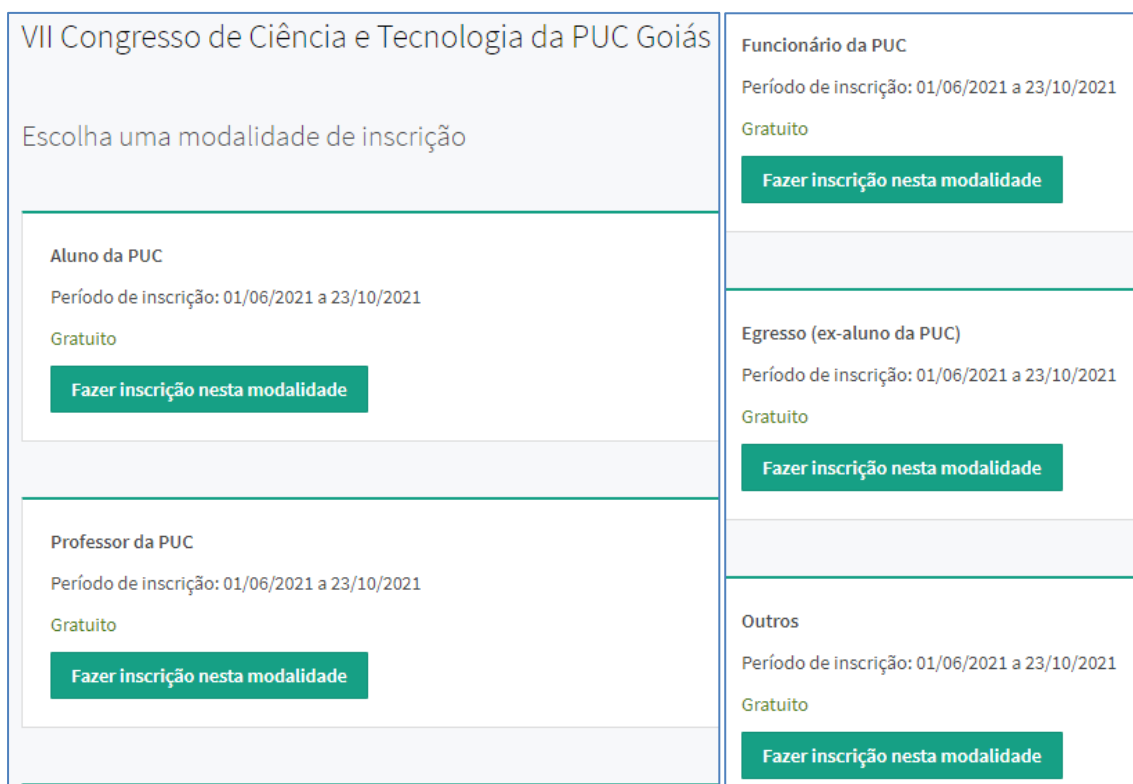 VII Congresso de Ciência e Tecnologia da PUC Goiás
Escolha uma modalidade de inscrição
Aluno da PUC
Período de inscrição: 01/06/2021 a 23/10/2021
Gratuito
Fazer inscrição nesta modalidade
Professor da PUC
Período de inscrição: 01/06/2021 a 23/10/2021
Gratuito
Fazer inscrição nesta modalidade
Funcionário da PUC
Período de inscrição: 01/06/2021 a 23/10/2021
Gratuito
Fazer inscrição nesta modalidade
Egresso (ex-aluno da PUC)
Período de inscrição: 01/06/2021 a 23/10/2021
Gratuito
Fazer inscrição nesta modalidade
Outros
Período de inscrição: 01/06/2021 a 23/10/2021
Gratuito
Fazer inscrição nesta modalidade